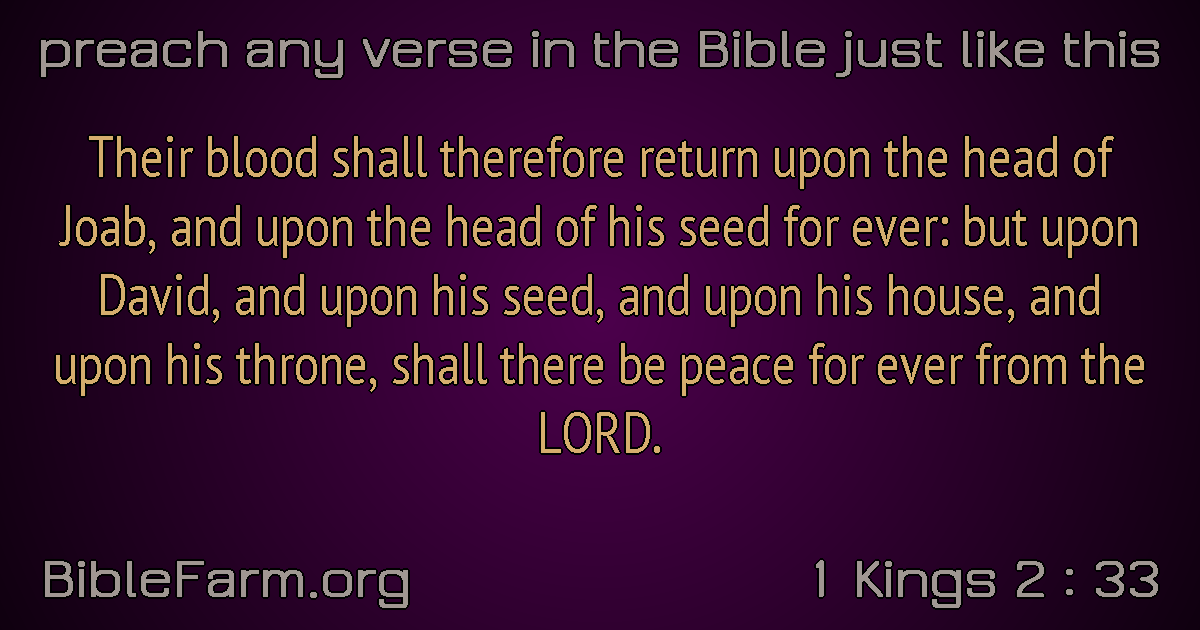 preach any verse in the Bible just like this
Their blood shall therefore return upon the head of
Joab, and upon the head of his seed for ever: but upon
David, and upon his seed, and upon his house, and
upon his throne, shall there be peace for ever from the
LORD.
BibleFarm.org
1 Kings 2 : 33